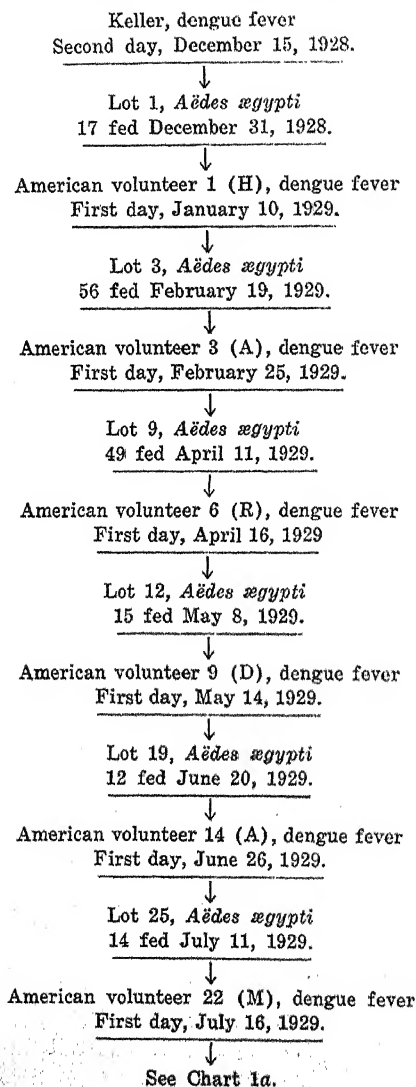 Keller, dengue fever
Second day, December 15, 1928.
↓
Lot 1, Aëdes ægypti
17 fed December 31, 1928.
↓
American volunteer 1 (H), dengue fever
First day, January 10, 1929.
↓
Lot 3, Aëdes ægypti
56 fed February 19, 1929.
↓
American volunteer 3 (A), dengue fever
First day, February 25, 1929.
↓
Lot 9, Aëdes ægypti
49 fed April 11, 1929.
↓
American volunteer 6 (R), dengue fever
First day, April 16, 1929
↓
Lot 12, Aëdes ægypti
15 fed May 8, 1929.
↓
American volunteer 9 (D), dengue fever
First day, May 14, 1929.
↓
Lot 19, Aëdes ægypti
12 fed June 20, 1929.
↓
American volunteer 14 (A), dengue fever
First day, June 26, 1929.
↓
Lot 25, Aëdes ægypti
14 fed July 11, 1929.
↓
American volunteer 22 (M), dengue fever
First day, July 16, 1929.
↓
See Chart 1a.